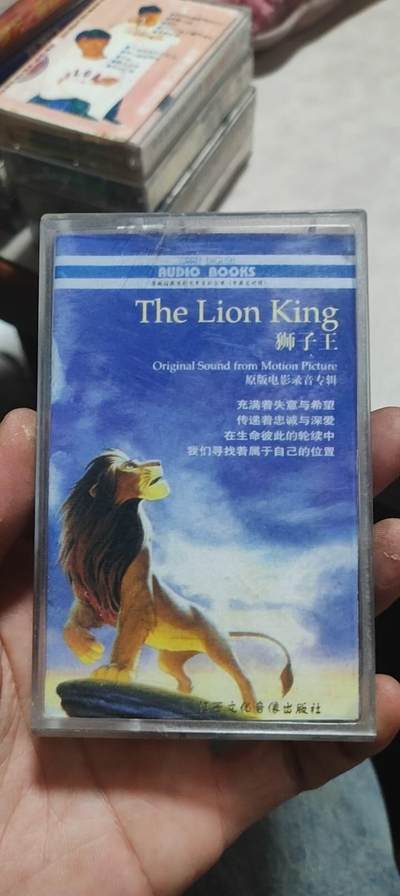 AUDIO BOOKS
The Lion King
狮子王
Original Sound from Motion Picture
原版电影录音专辑
充满着失意与希望
传递着忠诚与深爱
在生命彼此的轮续中
我们寻找着属于自己的位置
江西文化音像出版社